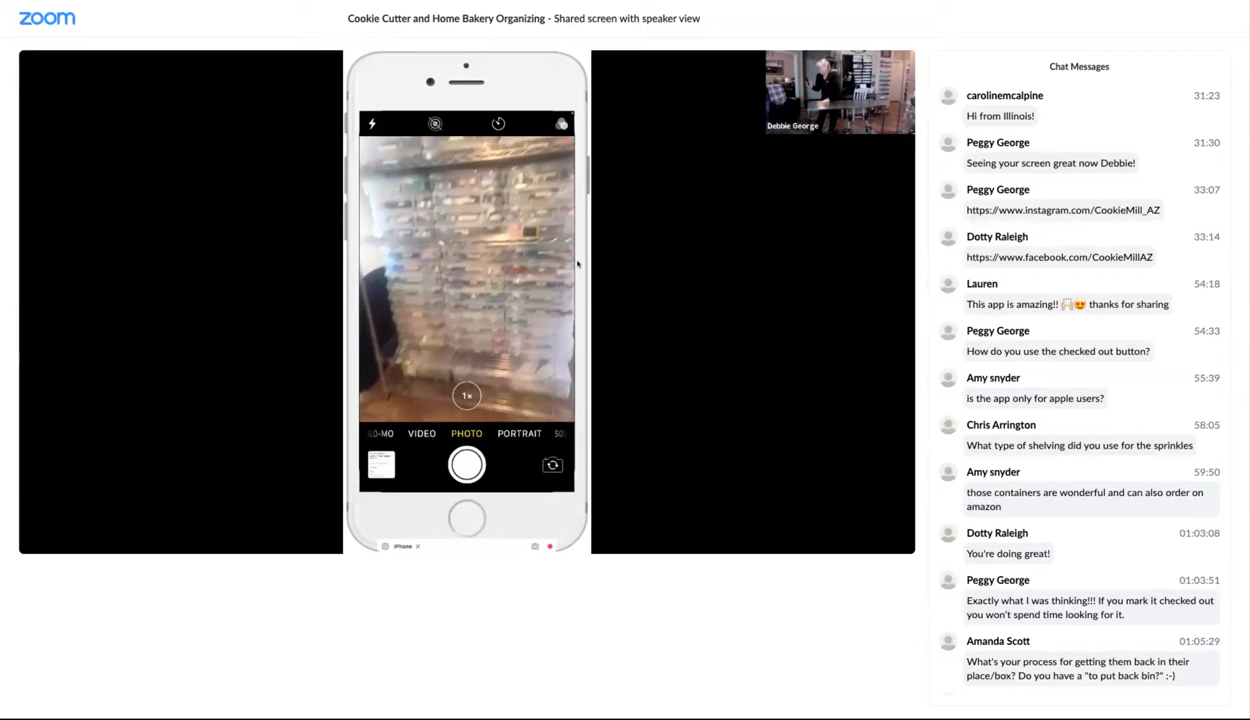 zoom
Cookie Cutter and Home Bakery Organizing - Shared screen with speaker view
Debbie George
1x
LO-MO VIDEO PHOTO PORTRAIT SQ
iPhone
Chat Messages
carolinemcalpine 31:23
Hi from Illinois!
Peggy George 31:30
Seeing your screen great now Debbie!
Peggy George 33:07
https://www.instagram.com/CookieMill_AZ
Dotty Raleigh 33:14
https://www.facebook.com/CookieMillAZ
Lauren 54:18
This app is amazing!! 🙌🏻😍 thanks for sharing
Peggy George 54:33
How do you use the checked out button?
Amy snyder 55:39
is the app only for apple users?
Chris Arrington 58:05
What type of shelving did you use for the sprinkles
Amy snyder 59:50
those containers are wonderful and can also order on
amazon
Dotty Raleigh 01:03:08
You're doing great!
Peggy George 01:03:51
Exactly what I was thinking!!! If you mark it checked out
you won't spend time looking for it.
Amanda Scott 01:05:29
What's your process for getting them back in their
place/box? Do you have a "to put back bin?" :-)